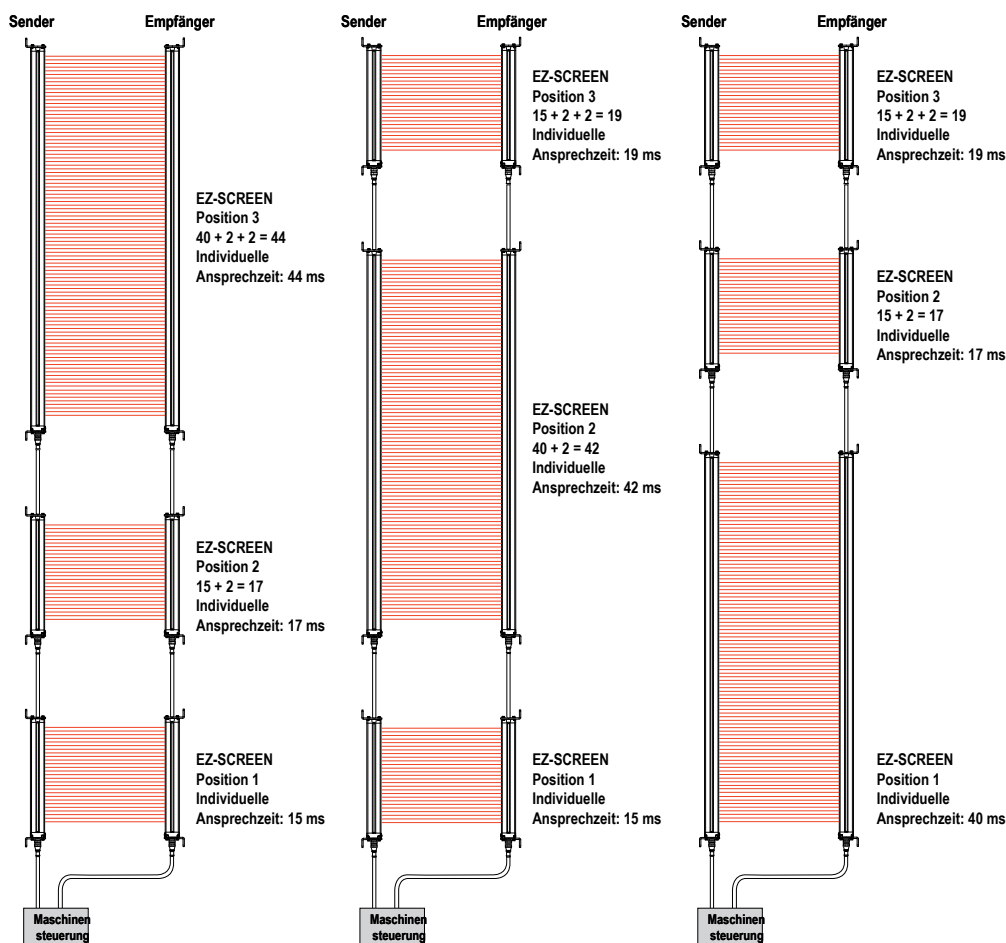 Sender Empfänger
EZ-SCREEN
Position 3
40 + 2 + 2 = 44
Individuelle
Ansprechzeit: 44 ms
EZ-SCREEN
Position 2
15 + 2 = 17
Individuelle
Ansprechzeit: 17 ms
EZ-SCREEN
Position 1
Individuelle
Ansprechzeit: 15 ms
Maschinen
steuerung
Sender Empfänger
EZ-SCREEN
Position 3
15 + 2 + 2 = 19
Individuelle
Ansprechzeit: 19 ms
EZ-SCREEN
Position 2
40 + 2 = 42
Individuelle
Ansprechzeit: 42 ms
EZ-SCREEN
Position 1
Individuelle
Ansprechzeit: 15 ms
Maschinen
steuerung
Sender Empfänger
EZ-SCREEN
Position 3
15 + 2 + 2 = 19
Individuelle
Ansprechzeit: 19 ms
EZ-SCREEN
Position 2
15 + 2 = 17
Individuelle
Ansprechzeit: 17 ms
EZ-SCREEN
Position 1
Individuelle
Ansprechzeit: 40 ms
Maschinen
steuerung